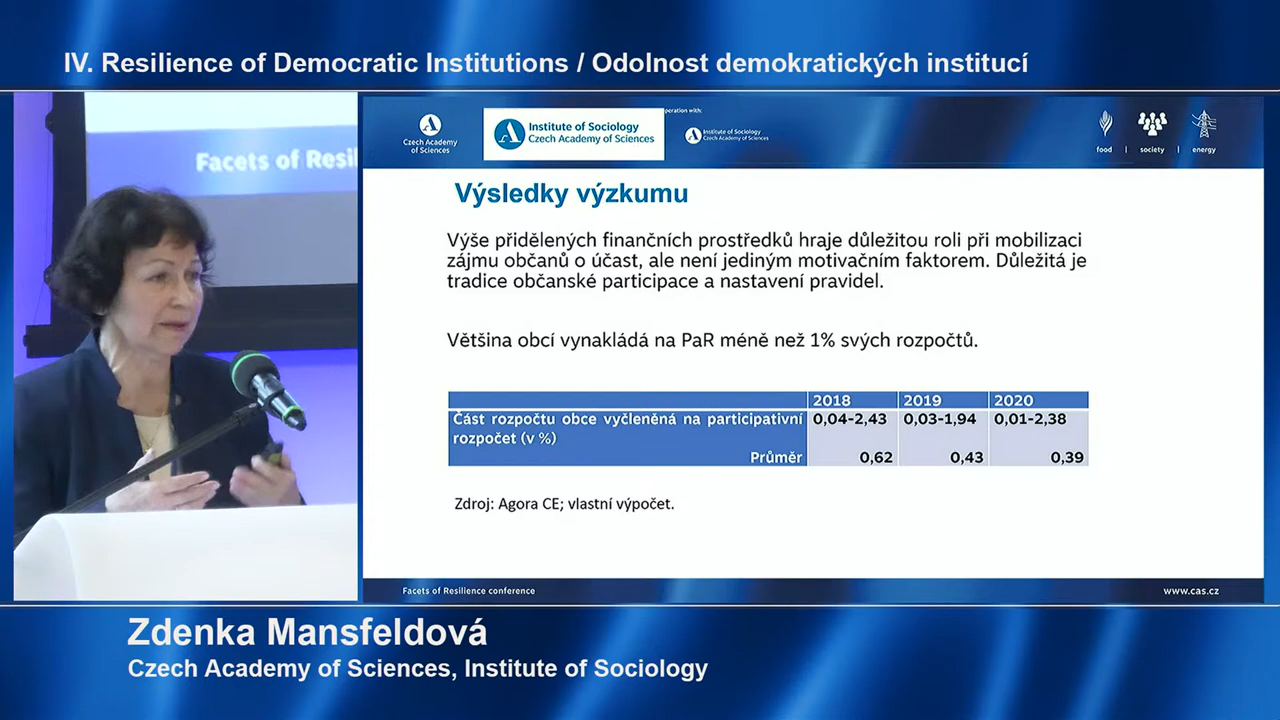 IV. Resilience of Democratic Institutions / Odolnost demokratických institucí
Facets of Resil
Czech Academy
of Sciences
Institute of Sociology
Czech Academy of Sciences
peration with:
Institute of Sociology
Czech Academy of Sciences
food | society | energy
Výsledky výzkumu
Výše přidělených finančních prostředků hraje důležitou roli při mobilizaci
zájmu občanů o účast, ale není jediným motivačním faktorem. Důležitá je
tradice občanské participace a nastavení pravidel.
Většina obcí vynakládá na PaR méně než 1% svých rozpočtů.
2018 2019 2020
Část rozpočtu obce vyčleněná na participativní 0,04-2,43 0,03-1,94 0,01-2,38
rozpočet (v %)
Průměr 0,62 0,43 0,39
Zdroj: Agora CE; vlastní výpočet.
Facets of Resilience conference
www.cas.cz
Zdenka Mansfeldová
Czech Academy of Sciences, Institute of Sociology